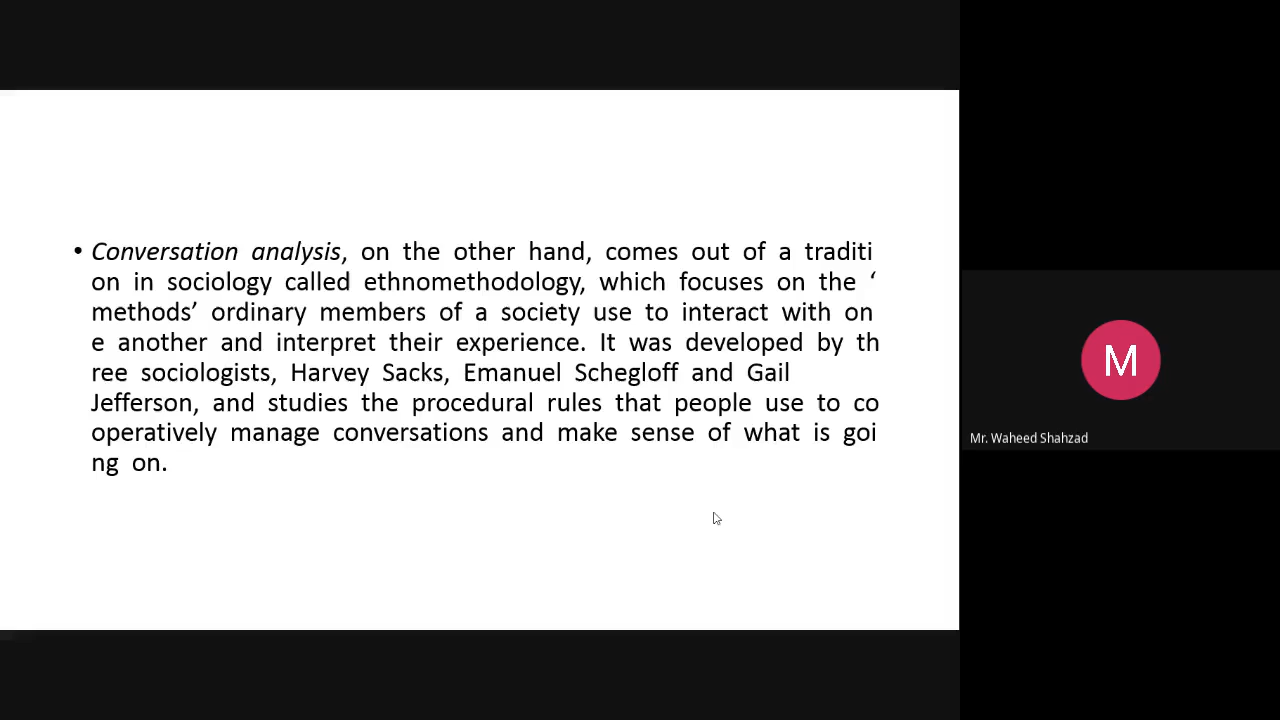 • Conversation analysis, on the other hand, comes out of a traditi
on in sociology called ethnomethodology, which focuses on the ‘
methods’ ordinary members of a society use to interact with on
e another and interpret their experience. It was developed by th
ree sociologists, Harvey Sacks, Emanuel Schegloff and Gail
Jefferson, and studies the procedural rules that people use to co
operatively manage conversations and make sense of what is goi
ng on.
M
Mr. Waheed Shahzad